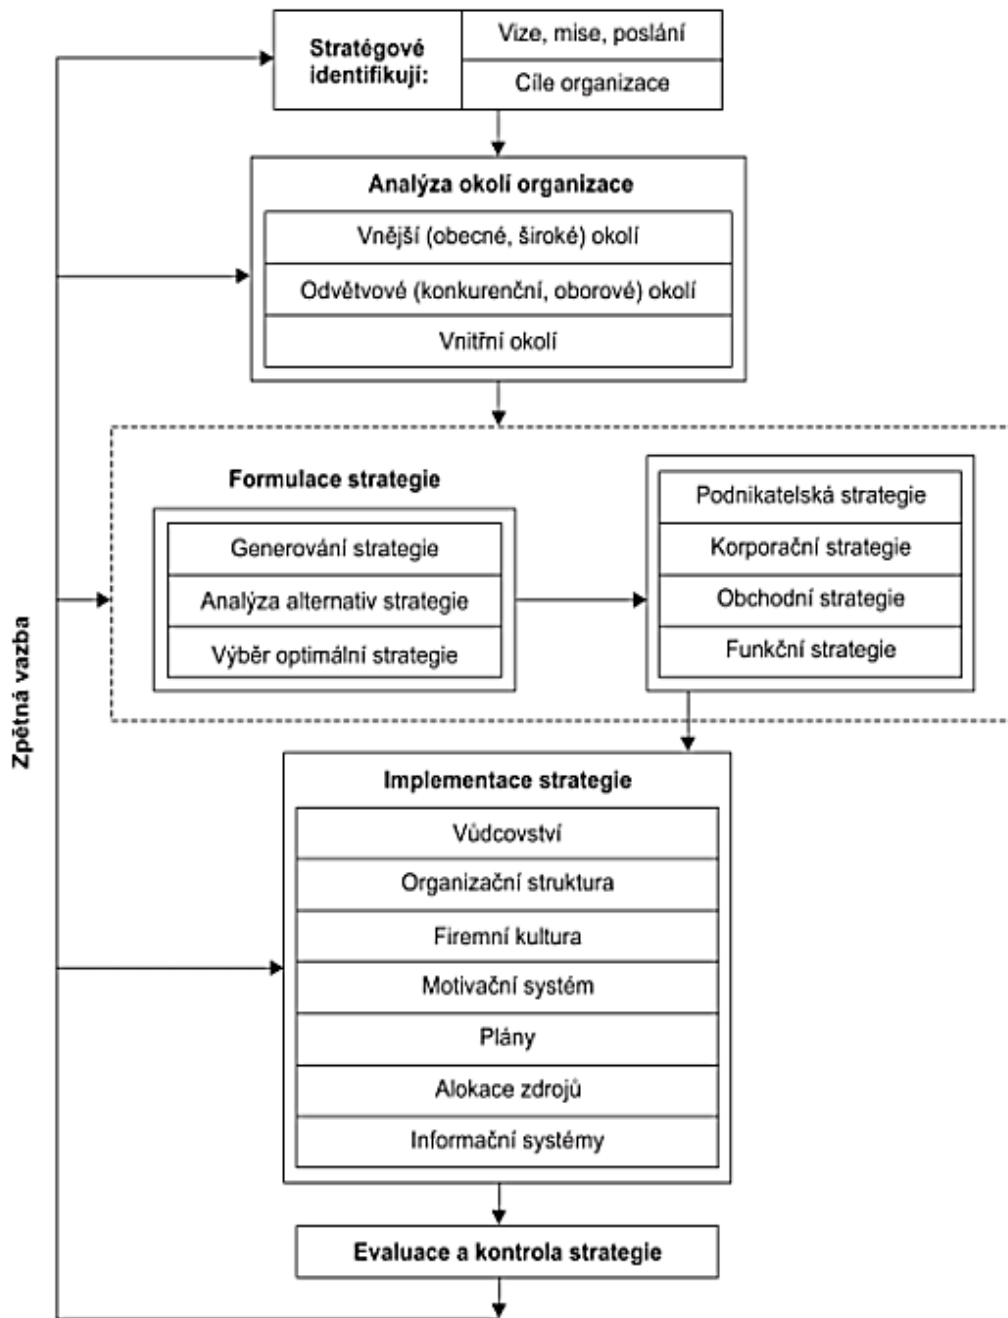 Stratégové
identifikují:
Vize, mise, poslání
Cíle organizace
Analýza okolí organizace
Vnější (obecné, široké) okolí
Odvětvové (konkurenční, oborové) okolí
Vnitřní okolí
Formulace strategie
Generování strategie
Analýza alternativ strategie
Výběr optimální strategie
Podnikatelská strategie
Korporační strategie
Obchodní strategie
Funkční strategie
Zpětná vazba
Implementace strategie
Vůdcovství
Organizační struktura
Firemní kultura
Motivační systém
Plány
Alokace zdrojů
Informační systémy
Evaluace a kontrola strategie